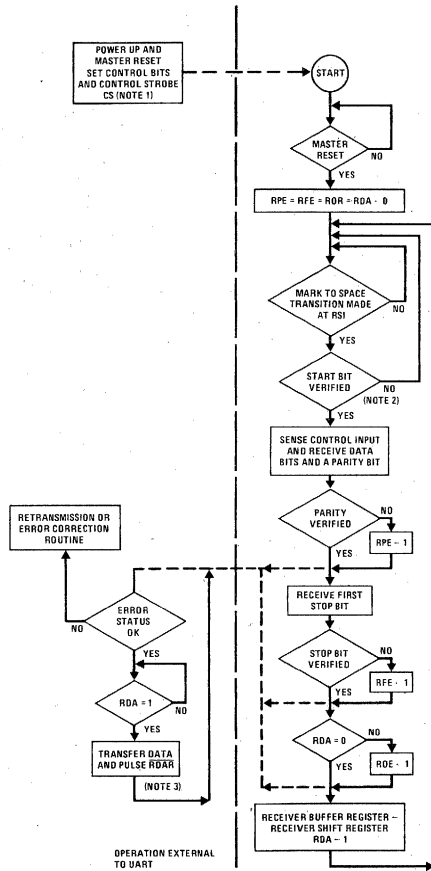 POWER UP AND
MASTER RESET
SET CONTROL BITS
AND CONTROL STROBE
CS (NOTE 1)
START
MASTER
RESET
NO
YES
RPE = RFE = ROR = RDA - 0
MARK TO SPACE
TRANSITION MADE
AT RSI
NO
YES
START BIT
VERIFIED
NO
(NOTE 2)
YES
SENSE CONTROL INPUT
AND RECEIVE DATA
BITS AND A PARITY BIT
PARITY
VERIFIED
NO
RPE - 1
YES
RETRANSMISSION OR
ERROR CORRECTION
ROUTINE
RECEIVE FIRST
STOP BIT
ERROR
STATUS
OK
NO
YES
STOP BIT
VERIFIED
NO
RFE - 1
YES
RDA = 1
NO
YES
RDA = 0
NO
ROE - 1
YES
TRANSFER DATA
AND PULSE RDAR
(NOTE 3)
RECEIVER BUFFER REGISTER –
RECEIVER SHIFT REGISTER
RDA - 1
OPERATION EXTERNAL
TO UART